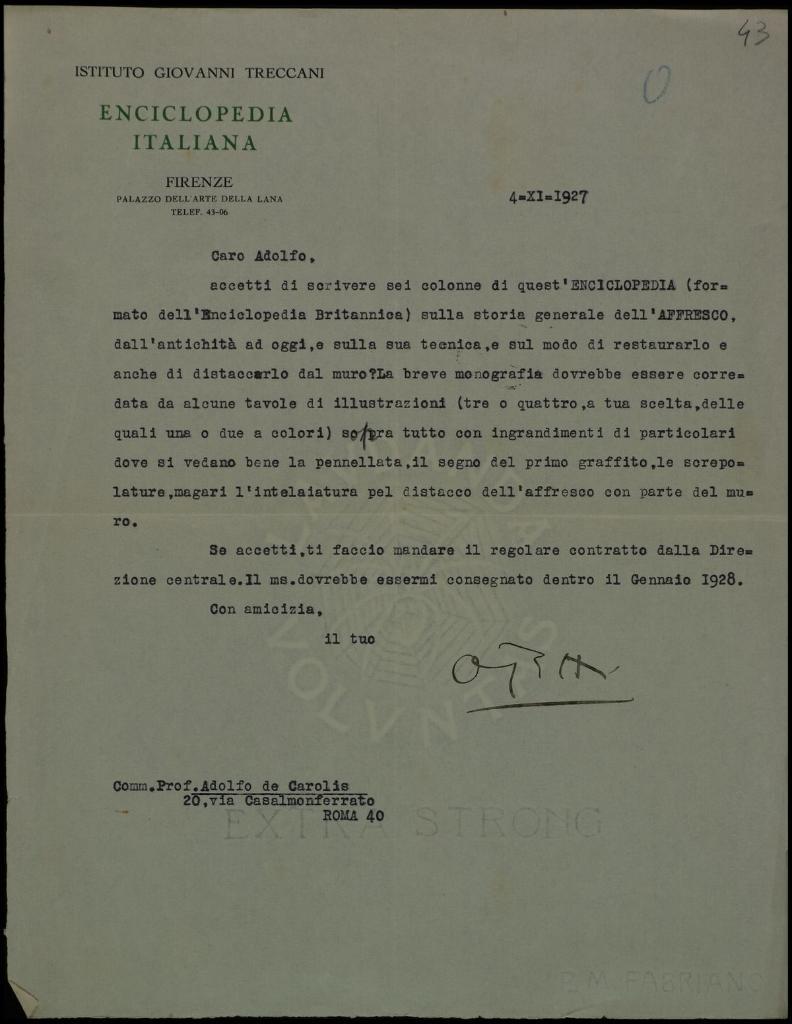 43
O
ISTITUTO GIOVANNI TRECCANI
ENCICLOPEDIA
ITALIANA
FIRENZE
PALAZZO DELL'ARTE DELLA LANA
TELEF. 43-06
4=XI=1927
Caro Adolfo,
accetti di scrivere sei colonne di quest'ENCICLOPEDIA (for=
mato dell'Enciclopedia Britannica) sulla storia generale dell'AFFRESCO,
dall'antichità ad oggi,e sulla sua tecnica,e sul modo di restaurarlo e
anche di distaccarlo dal muro?La breve monografia dovrebbe essere corre=
data da alcune tavole di illustrazioni (tre o quattro,a tua scelta,delle
quali una o due a colori) sopra tutto con ingrandimenti di particolari
dove si vedano bene la pennellata,il segno del primo graffito,le screpo=
lature,magari l'intelaiatura pel distacco dell'affresco con parte del mu=
ro.
Se accetti,ti faccio mandare il regolare contratto dalla Dire=
zione centrale.Il ms.dovrebbe essermi consegnato dentro il Gennaio 1928.
Con amicizia,
il tuo
Comm.Prof.Adolfo de Carolis
20,via Casalmonferrato
ROMA 40
VOLVNTAS
EXTRA STRONG
P.M. FABRIANO